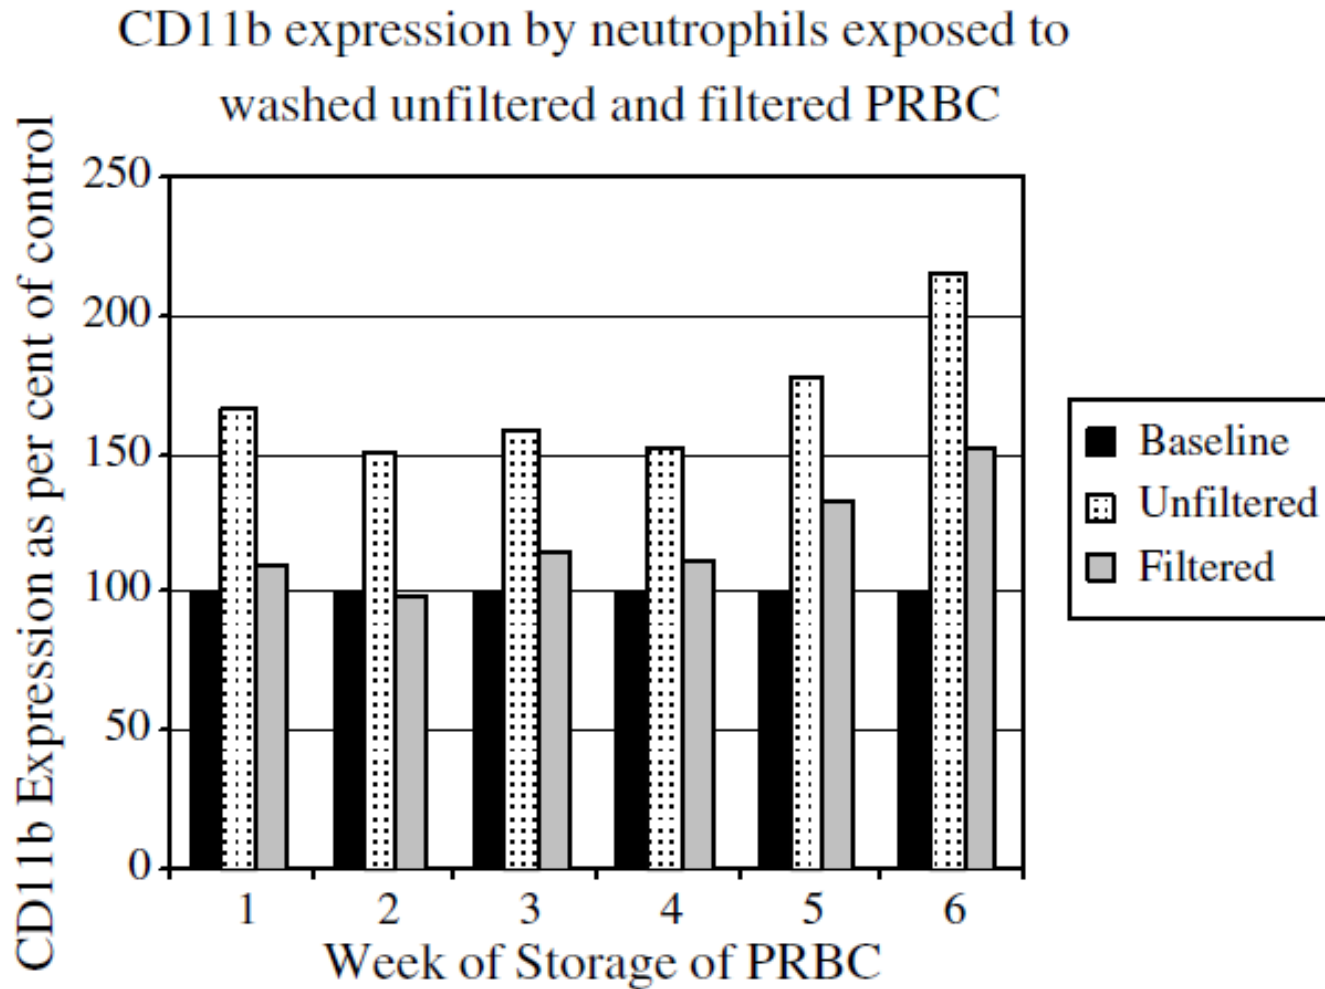 CD11b expression by neutrophils exposed to
washed unfiltered and filtered PRBC
CD11b Expression as per cent of control
250
200
150
100
50
0
1 2 3 4 5 6
Week of Storage of PRBC
Baseline
Unfiltered
Filtered